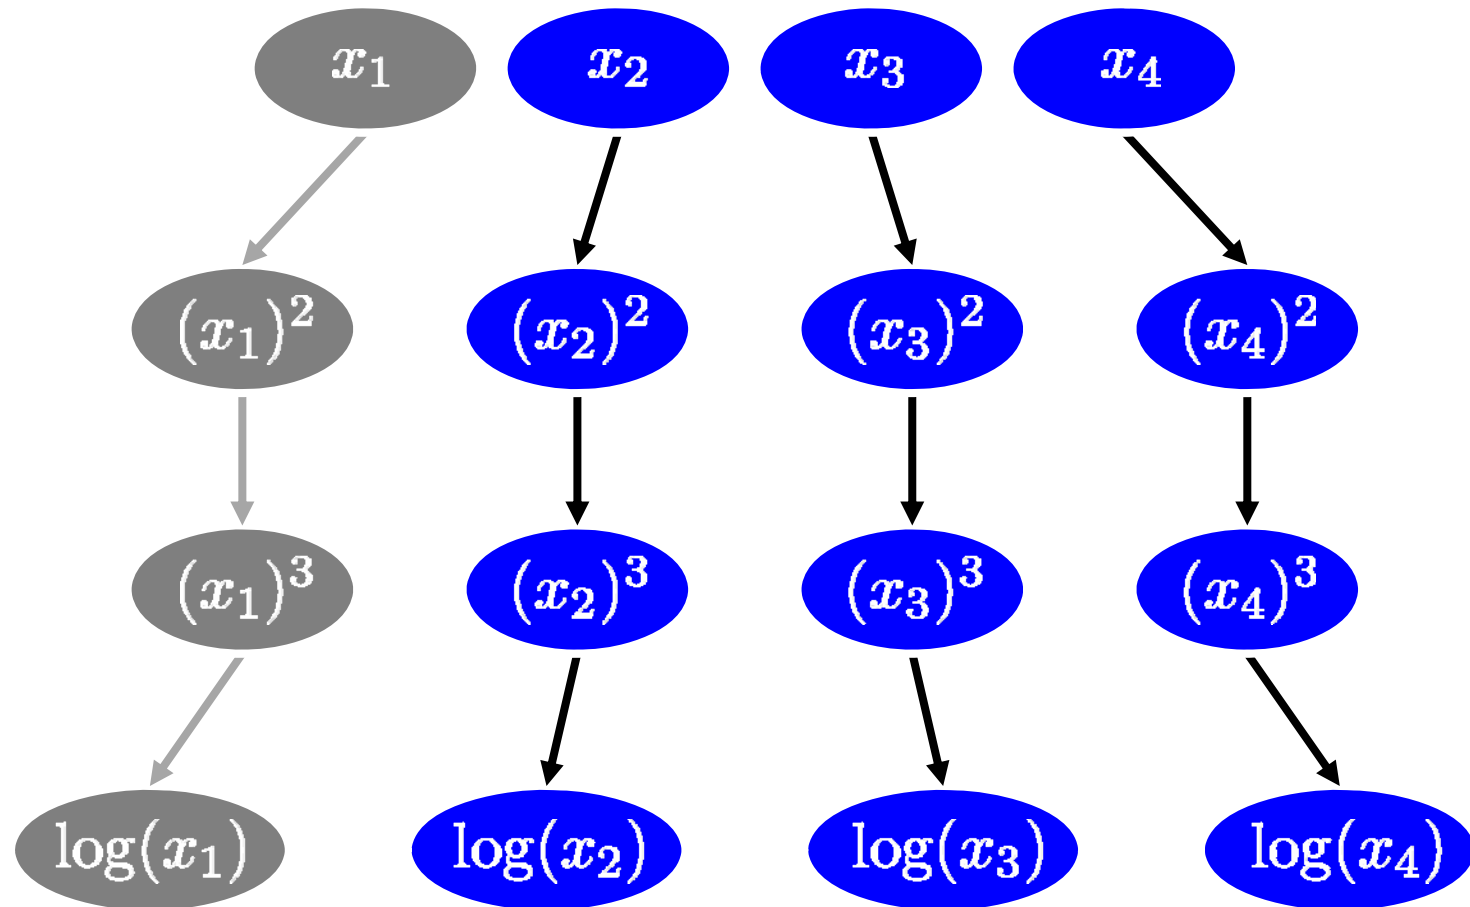 x₁ x₂ x₃ x₄
(x₁)² (x₂)² (x₃)² (x₄)²
(x₁)³ (x₂)³ (x₃)³ (x₄)³
log(x₁) log(x₂) log(x₃) log(x₄)